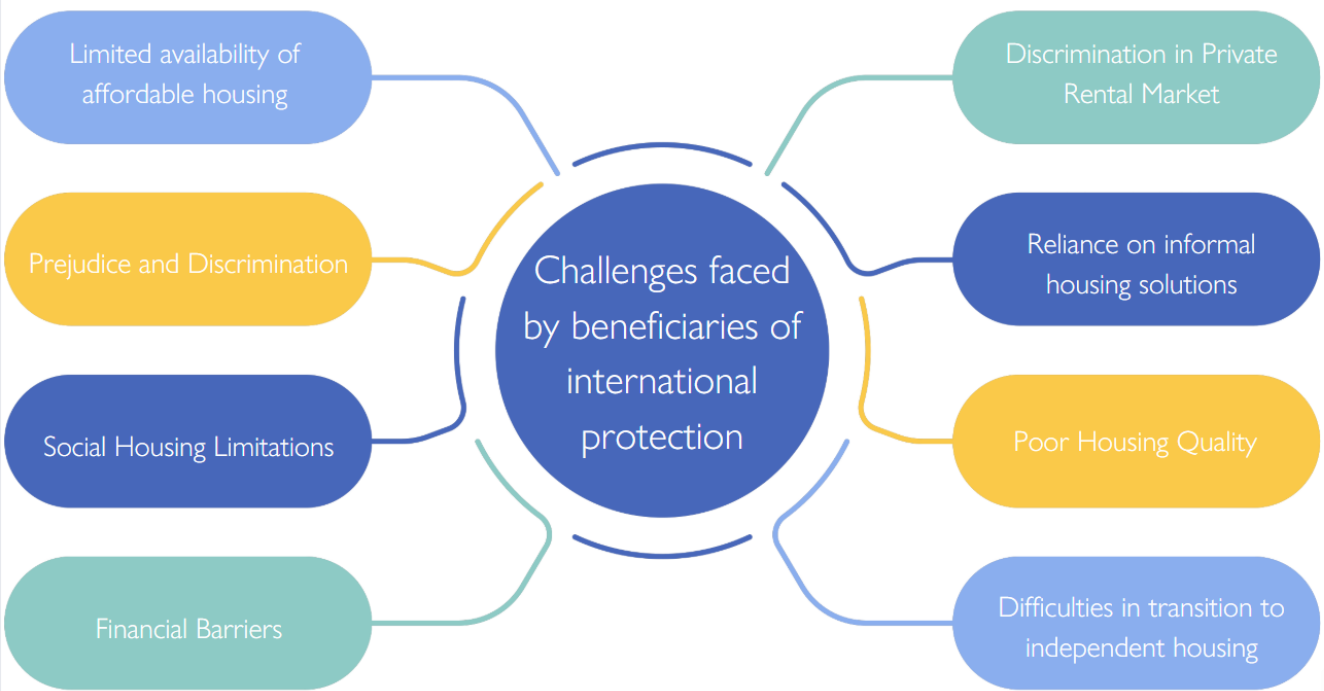 Limited availability of
affordable housing
Prejudice and Discrimination
Social Housing Limitations
Financial Barriers
Challenges faced
by beneficiaries of
international
protection
Discrimination in Private
Rental Market
Reliance on informal
housing solutions
Poor Housing Quality
Difficulties in transition to
independent housing